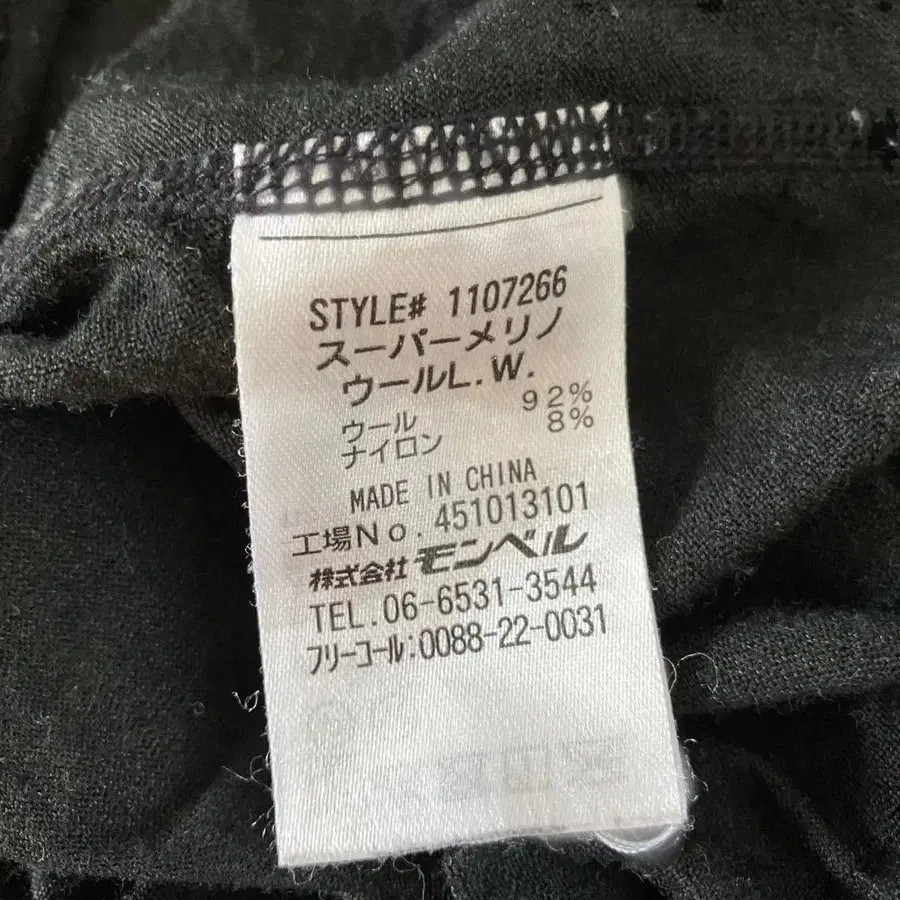 STYLE# 1107266
スーパーメリノ
ウールL.W.
ウール 92%
ナイロン 8%
MADE IN CHINA
工場No.451013101
株式会社モンベル
TEL.06-6531-3544
フリーコール:0088-22-0031